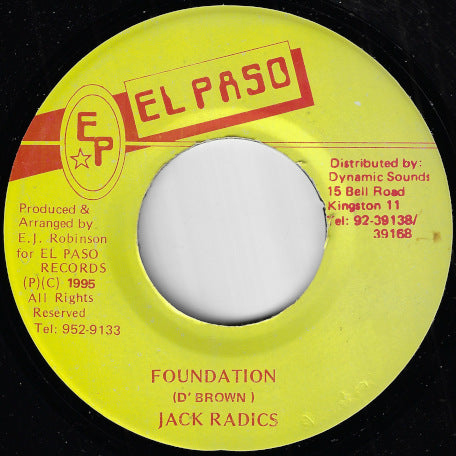 EL PASO
E
P
Produced &
Arranged by
E.J. Robinson
for EL PASO
RECORDS
(P)(C) 1995
All Rights
Reserved
Tel: 952-9133
Distributed by:
Dynamic Sounds
15 Bell Road
Kingston 11
Tel: 92-39138/
39168
FOUNDATION
(D' BROWN)
JACK RADICS